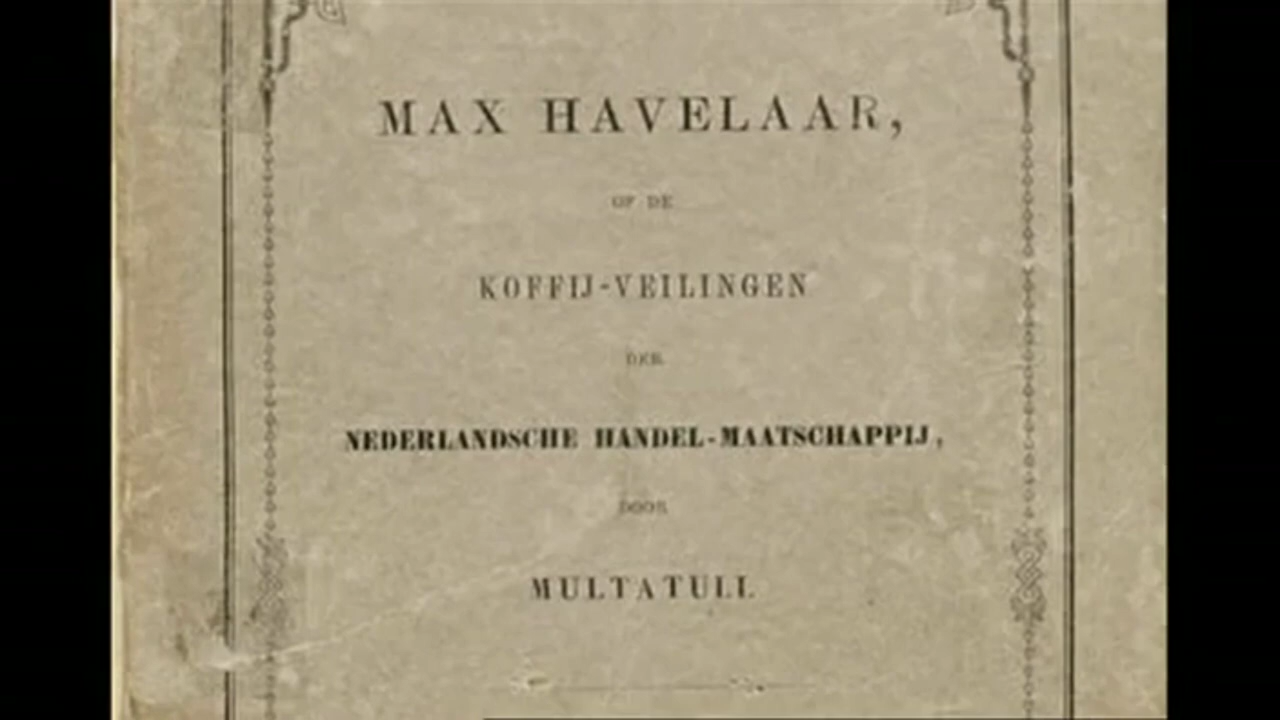 MAX HAVELAAR,
OF DE
KOFFIJ-VEILINGEN
DER
NEDERLANDSCHE HANDEL-MAATSCHAPPIJ,
DOOR
MULTATULI.